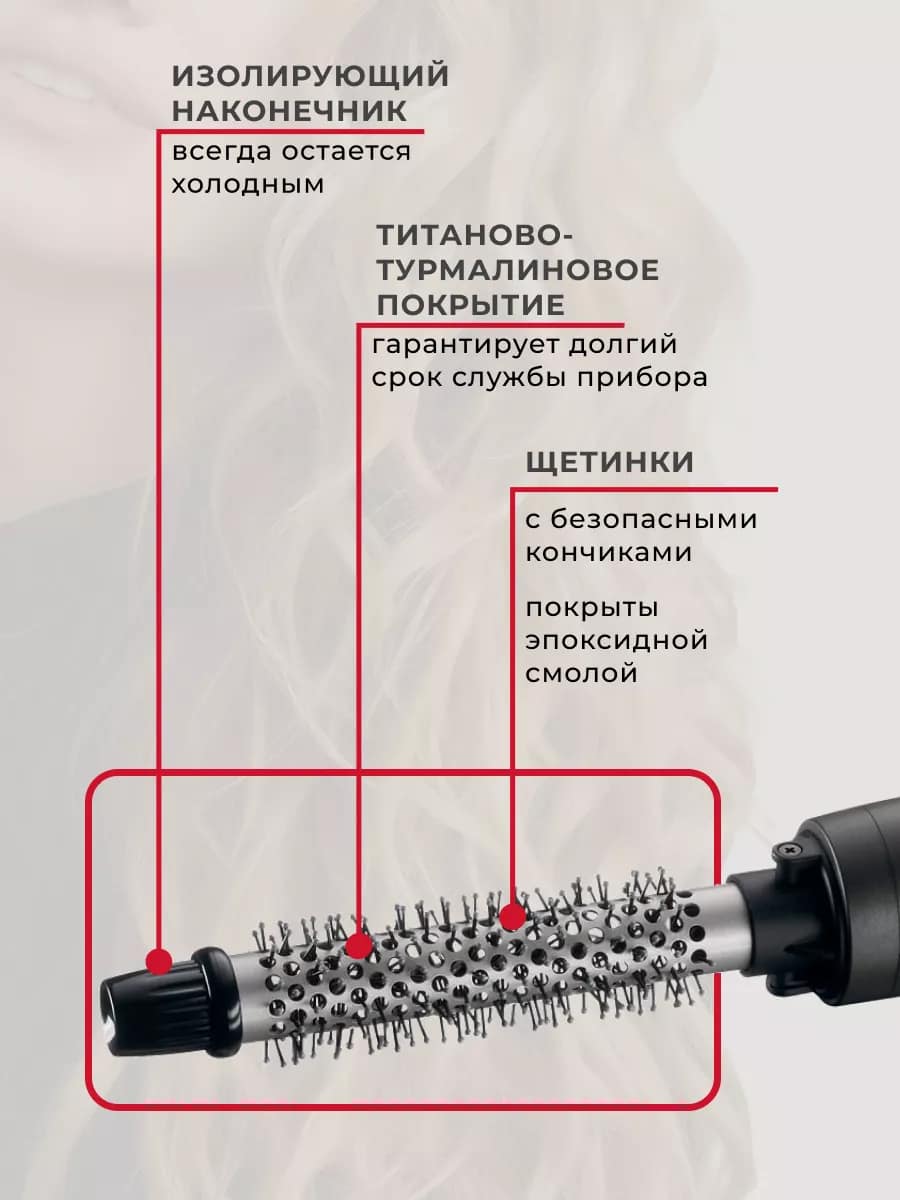 ИЗОЛИРУЮЩИЙ
НАКОНЕЧНИК
всегда остается
холодным
ТИТАНОВО-
ТУРМАЛИНОВОЕ
ПОКРЫТИЕ
гарантирует долгий
срок службы прибора
ЩЕТИНКИ
с безопасными
кончиками
покрыты
эпоксидной
смолой